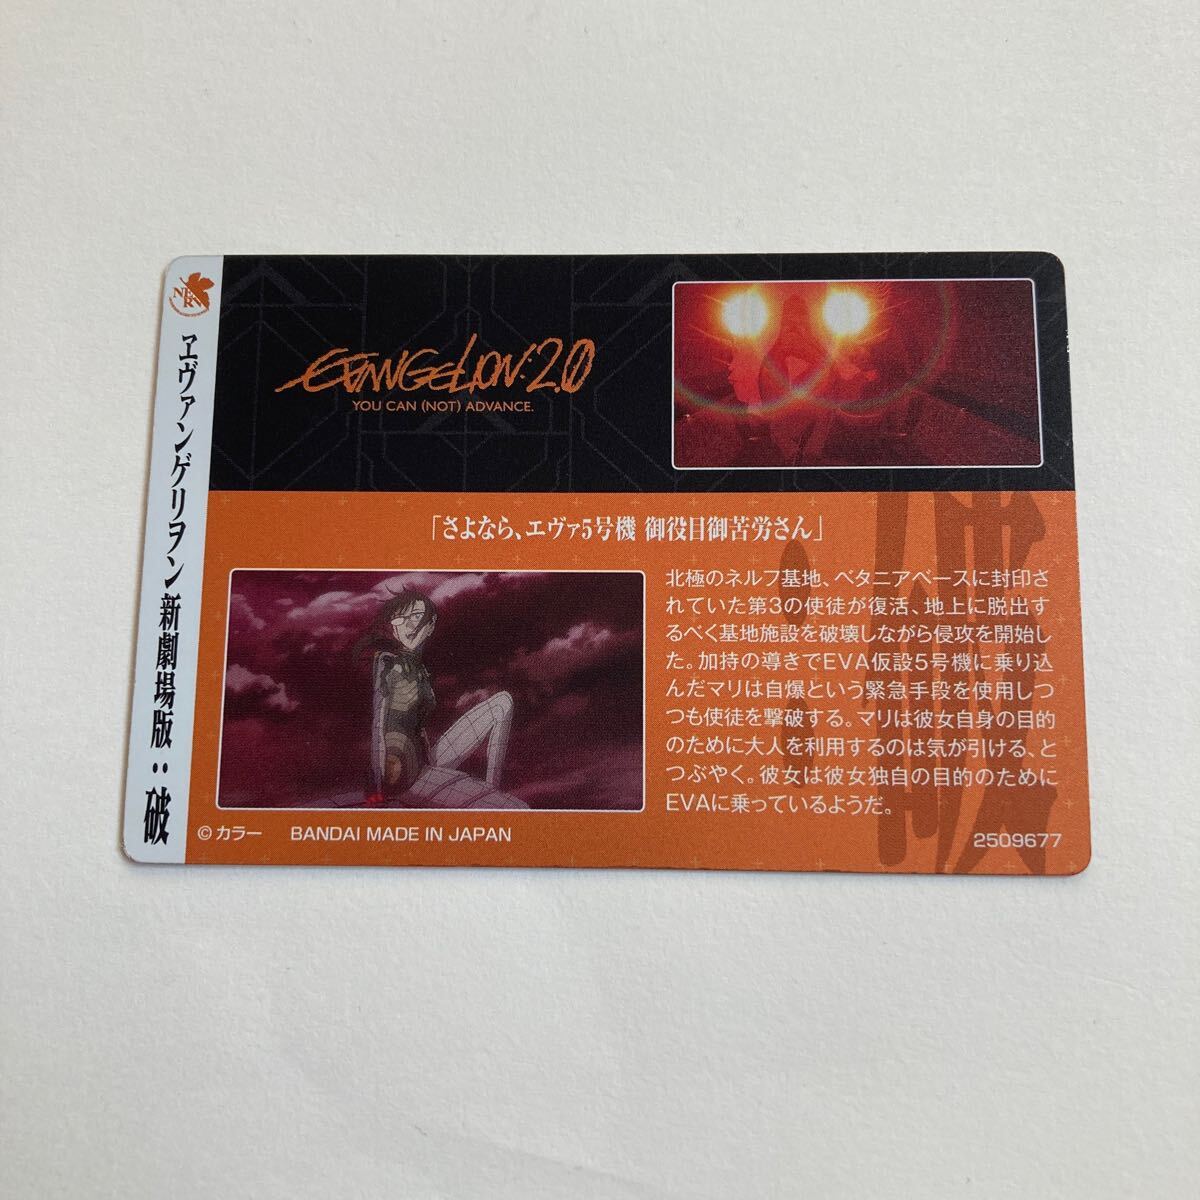 NERV
ヱヴァンゲリヲン新劇場版:破
EVANGELION:2.0
YOU CAN (NOT) ADVANCE.
「さよなら、エヴァ5号機 御役目御苦労さん」
北極のネルフ基地、ベタニアベースに封印さ
れていた第3の使徒が復活、地上に脱出す
るべく基地施設を破壊しながら侵攻を開始し
た。加持の導きでEVA仮設5号機に乗り込
んだマリは自爆という緊急手段を使用しつ
つも使徒を撃破する。マリは彼女自身の目的
のために大人を利用するのは気が引ける、と
つぶやく。彼女は彼女独自の目的のために
EVAに乗っているようだ。
:破
©カラー BANDAI MADE IN JAPAN
2509677